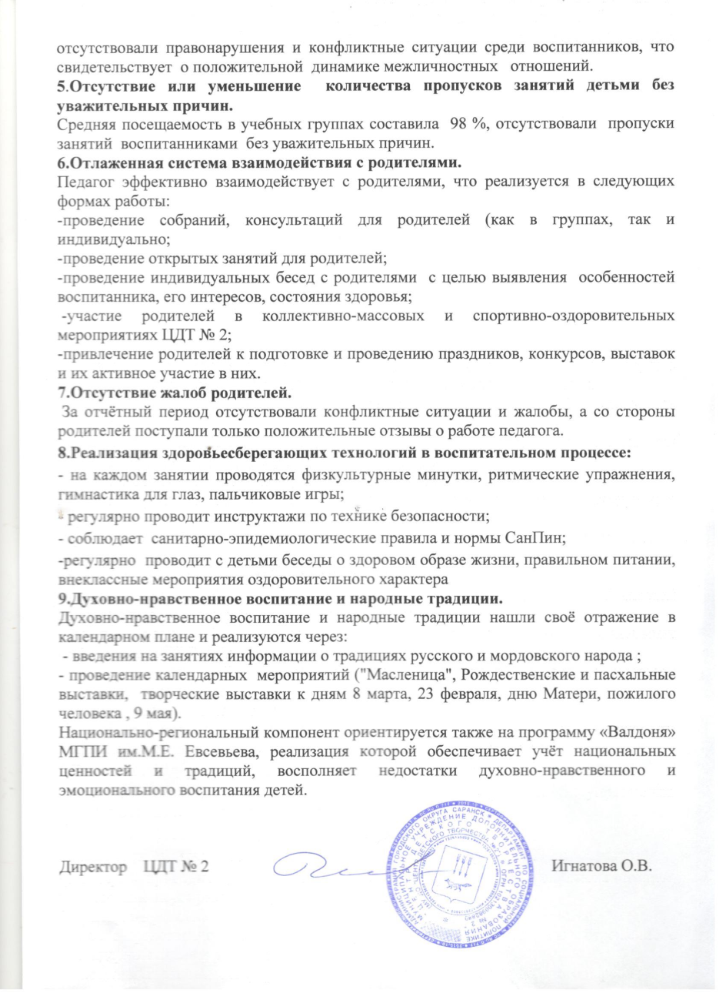 отсутствовали правонарушения и конфликтные ситуации среди воспитанников, что
свидетельствует о положительной динамике межличностных отношений.
5.Отсутствие или уменьшение количества пропусков занятий детьми без
уважительных причин.
Средняя посещаемость в учебных группах составила 98 %, отсутствовали пропуски
занятий воспитанниками без уважительных причин.
6.Отлаженная система взаимодействия с родителями.
Педагог эффективно взаимодействует с родителями, что реализуется в следующих
формах работы:
-проведение собраний, консультаций для родителей (как в группах, так и
индивидуально;
-проведение открытых занятий для родителей;
-проведение индивидуальных бесед с родителями с целью выявления особенностей
воспитанника, его интересов, состояния здоровья;
-участие родителей в коллективно-массовых и спортивно-оздоровительных
мероприятиях ЦДТ № 2;
-привлечение родителей к подготовке и проведению праздников, конкурсов, выставок
и их активное участие в них.
7.Отсутствие жалоб родителей.
За отчётный период отсутствовали конфликтные ситуации и жалобы, а со стороны
родителей поступали только положительные отзывы о работе педагога.
8.Реализация здоровьесберегающих технологий в воспитательном процессе:
- на каждом занятии проводятся физкультурные минутки, ритмические упражнения,
гимнастика для глаз, пальчиковые игры;
- регулярно проводит инструктажи по технике безопасности;
- соблюдает санитарно-эпидемиологические правила и нормы СанПин;
-регулярно проводит с детьми беседы о здоровом образе жизни, правильном питании,
внеклассные мероприятия оздоровительного характера
9.Духовно-нравственное воспитание и народные традиции.
Духовно-нравственное воспитание и народные традиции нашли своё отражение в
календарном плане и реализуются через:
- введения на занятиях информации о традициях русского и мордовского народа ;
- проведение календарных мероприятий ("Масленица", Рождественские и пасхальные
выставки, творческие выставки к дням 8 марта, 23 февраля, дню Матери, пожилого
человека , 9 мая).
Национально-региональный компонент ориентируется также на программу «Валдоня»
МГПИ им.М.Е. Евсевьева, реализация которой обеспечивает учёт национальных
ценностей и традиций, восполняет недостатки духовно-нравственного и
эмоционального воспитания детей.
Директор ЦДТ № 2 Игнатова О.В.